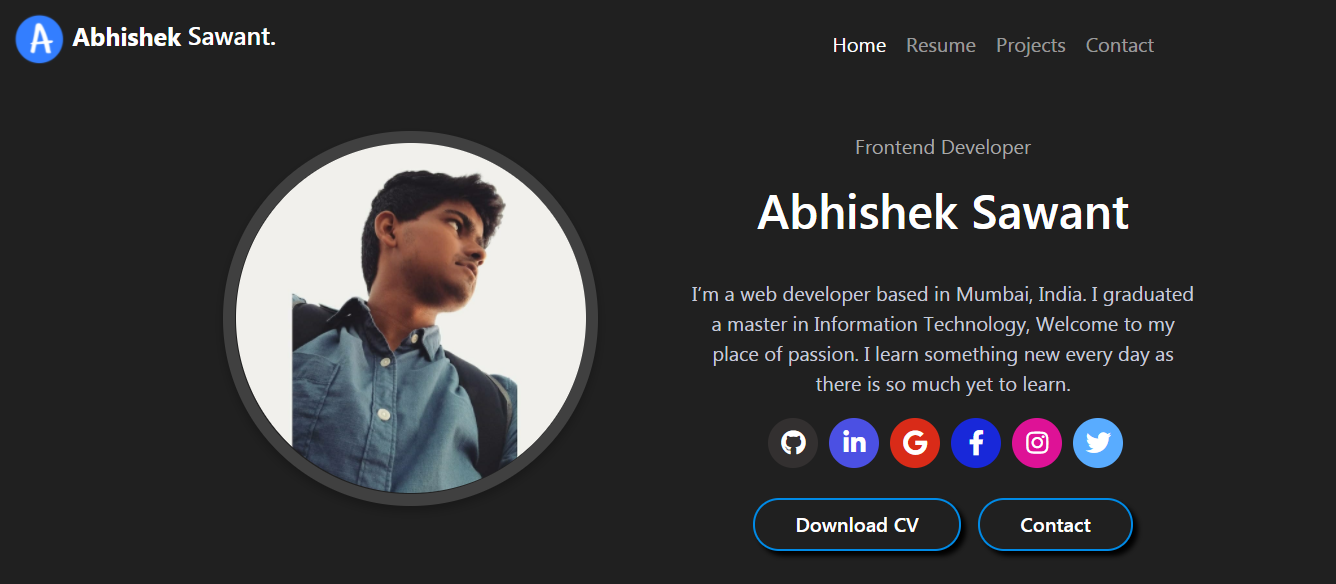 A Abhishek Sawant.
Home Resume Projects Contact
Frontend Developer
Abhishek Sawant
I’m a web developer based in Mumbai, India. I graduated
a master in Information Technology, Welcome to my
place of passion. I learn something new every day as
there is so much yet to learn.
in G f
Download CV Contact